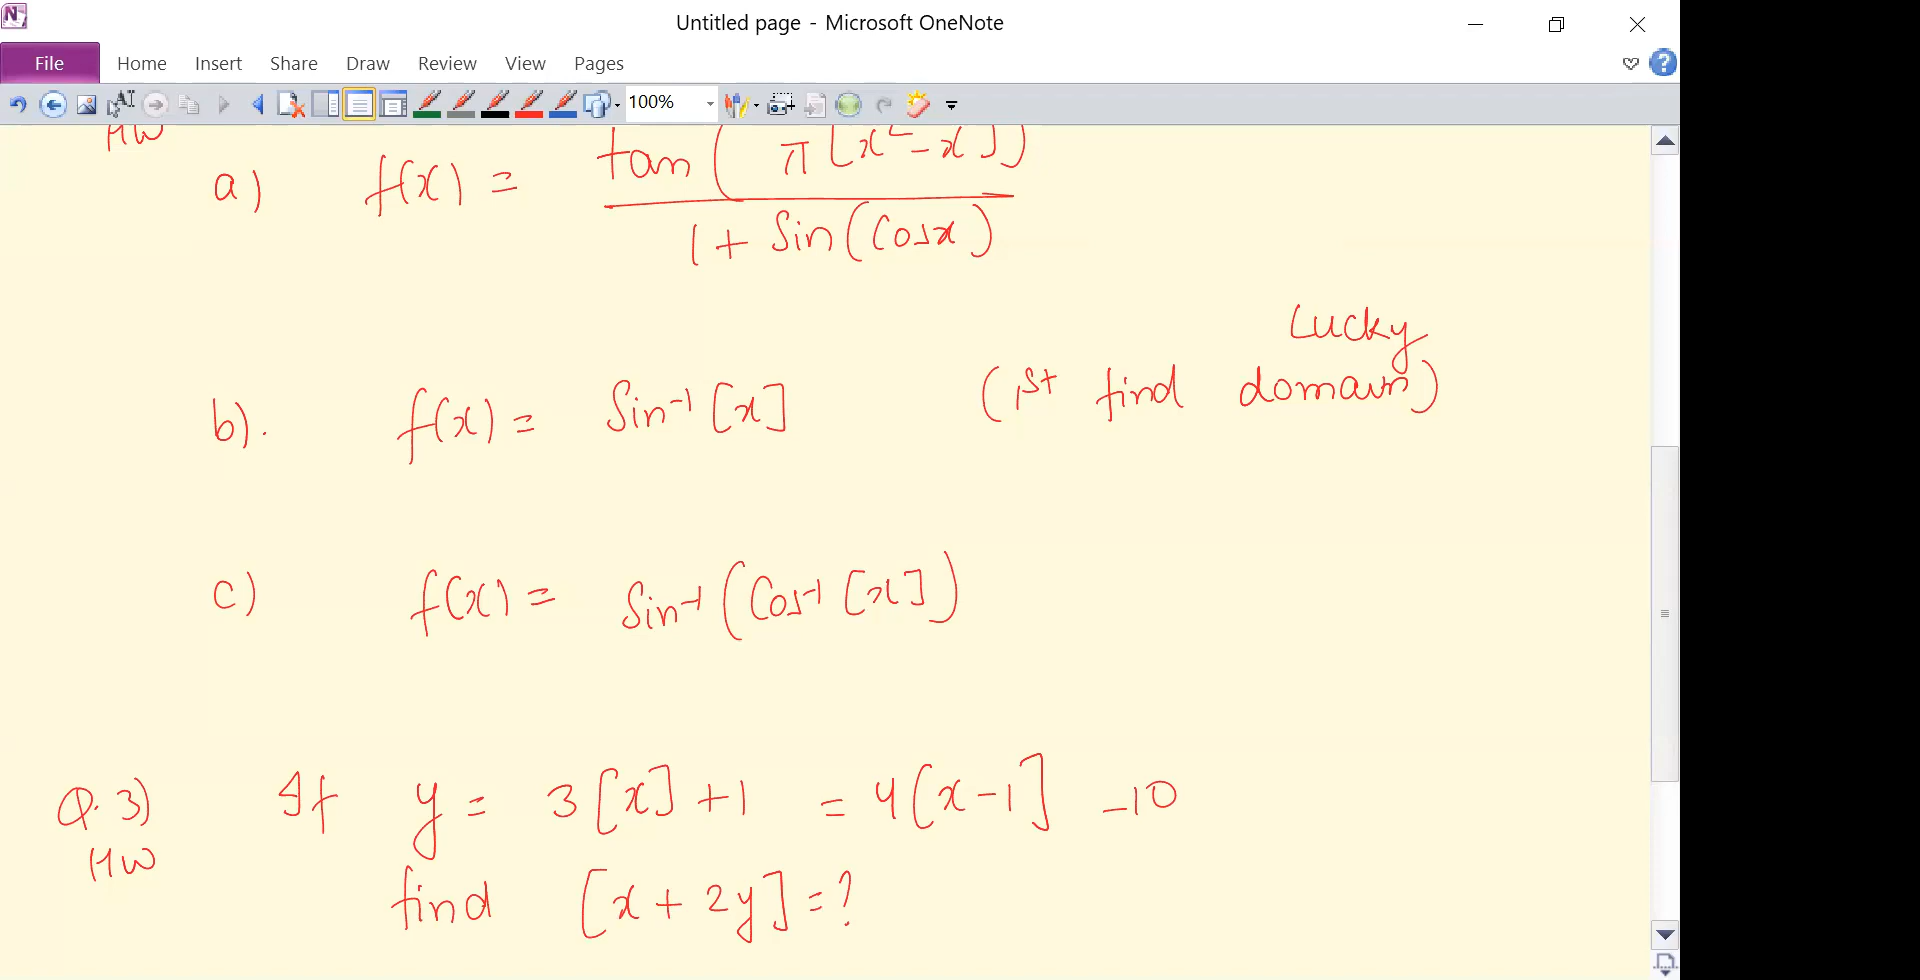 Untitled page - Microsoft OneNote
File Home Insert Share Draw Review View Pages
100%
HW
a) f(x) = tan(π[x²-x]) / 1 + Sin(Cosx)
Lucky
b). f(x) = Sin⁻¹[x] (1st find domain)
c) f(x) = Sin⁻¹(Cos⁻¹[x])
Q.3) If y = 3[x]+1 = 4[x-1] -10
HW
find [x+2y]=?